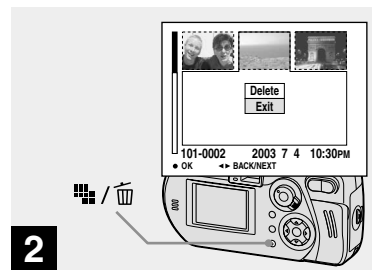 Delete
Exit
101-0002 2003 7 4 10:30PM
● OK ◄► BACK/NEXT
/
2